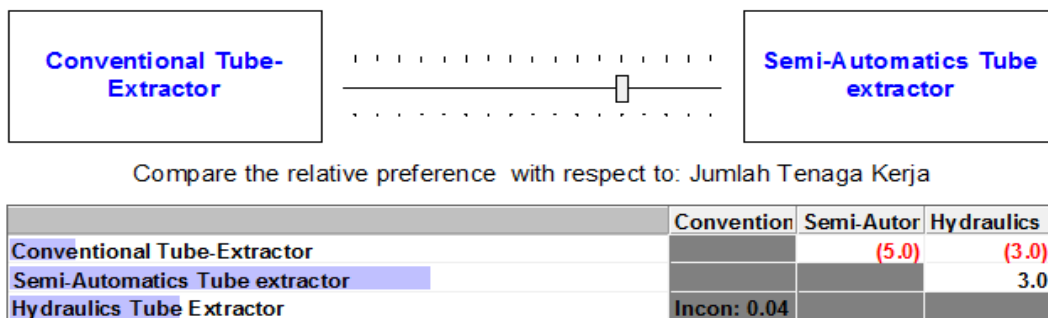 Conventional Tube-
Extractor
Semi-Automatics Tube
extractor
Compare the relative preference with respect to: Jumlah Tenaga Kerja
Convention Semi-Autor Hydraulics
Conventional Tube-Extractor (5.0) (3.0)
Semi-Automatics Tube extractor 3.0
Hydraulics Tube Extractor Incon: 0.04